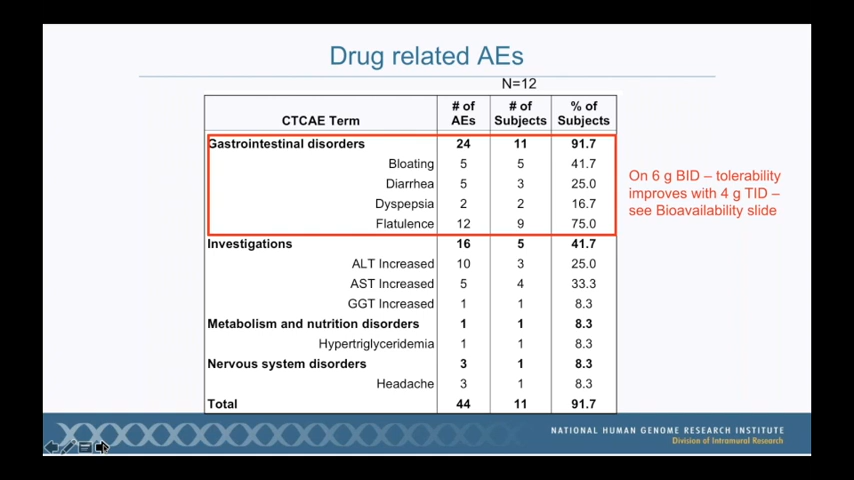 Drug related AEs
N=12
CTCAE Term # of AEs # of Subjects % of Subjects
Gastrointestinal disorders 24 11 91.7
Bloating 5 5 41.7
Diarrhea 5 3 25.0
Dyspepsia 2 2 16.7
Flatulence 12 9 75.0
Investigations 16 5 41.7
ALT Increased 10 3 25.0
AST Increased 5 4 33.3
GGT Increased 1 1 8.3
Metabolism and nutrition disorders 1 1 8.3
Hypertriglyceridemia 1 1 8.3
Nervous system disorders 3 1 8.3
Headache 3 1 8.3
Total 44 11 91.7
On 6 g BID – tolerability
improves with 4 g TID –
see Bioavailability slide
NATIONAL HUMAN GENOME RESEARCH INSTITUTE
Division of Intramural Research